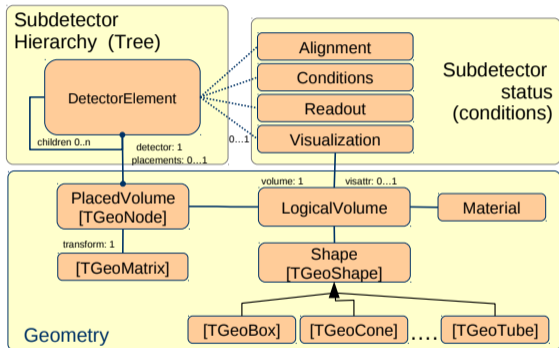 Subdetector
Hierarchy (Tree)
DetectorElement
children 0..n
detector: 1
placements: 0...1
Alignment
Conditions
Readout
Visualization
0...1
Subdetector
status
(conditions)
volume: 1
visattr: 0...1
PlacedVolume
[TGeoNode]
LogicalVolume
Material
transform: 1
[TGeoMatrix]
Shape
[TGeoShape]
[TGeoBox]
[TGeoCone]
....
[TGeoTube]
Geometry